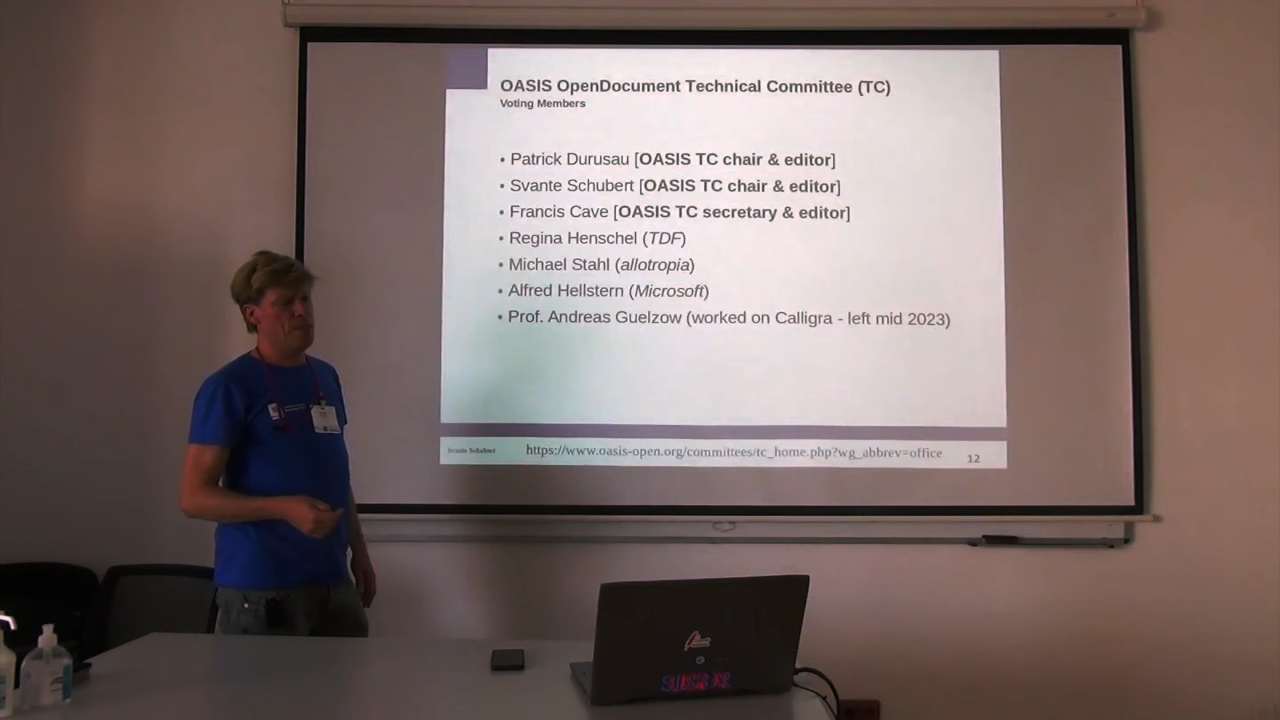 OASIS OpenDocument Technical Committee (TC)
Voting Members
• Patrick Durusau [OASIS TC chair & editor]
• Svante Schubert [OASIS TC chair & editor]
• Francis Cave [OASIS TC secretary & editor]
• Regina Henschel (TDF)
• Michael Stahl (allotropia)
• Alfred Hellstern (Microsoft)
• Prof. Andreas Guelzow (worked on Calligra - left mid 2023)
Svante Schubert
https://www.oasis-open.org/committees/tc_home.php?wg_abbrev=office
12